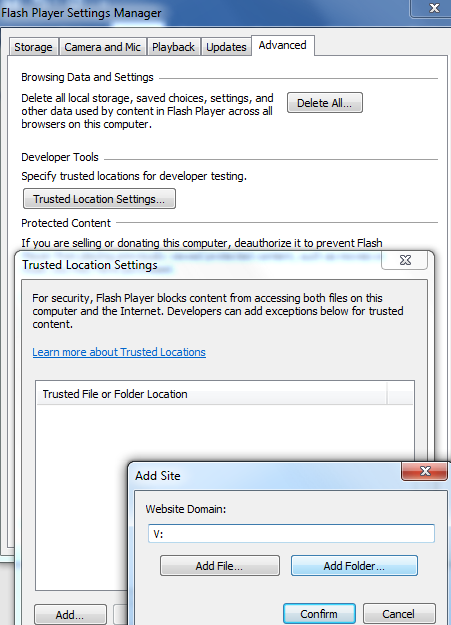 Flash Player Settings Manager
X
Storage
Camera and Mic
Playback
Updates
Advanced
Browsing Data and Settings
Delete all local storage, saved choices, settings, and
other data used by content in Flash Player across all
browsers on this computer.
Delete All...
Developer Tools
Specify trusted locations for developer testing.
Trusted Location Settings...
Protected Content
If you are selling or donating this computer, deauthorize it to prevent Flash
Trusted Location Settings
X
For security, Flash Player blocks content from accessing both files on this
computer and the Internet. Developers can add exceptions below for trusted
content.
Learn more about Trusted Locations
Trusted File or Folder Location
Add Site
X
Website Domain:
V:
Add File...
Add Folder...
Add...
Confirm
Cancel